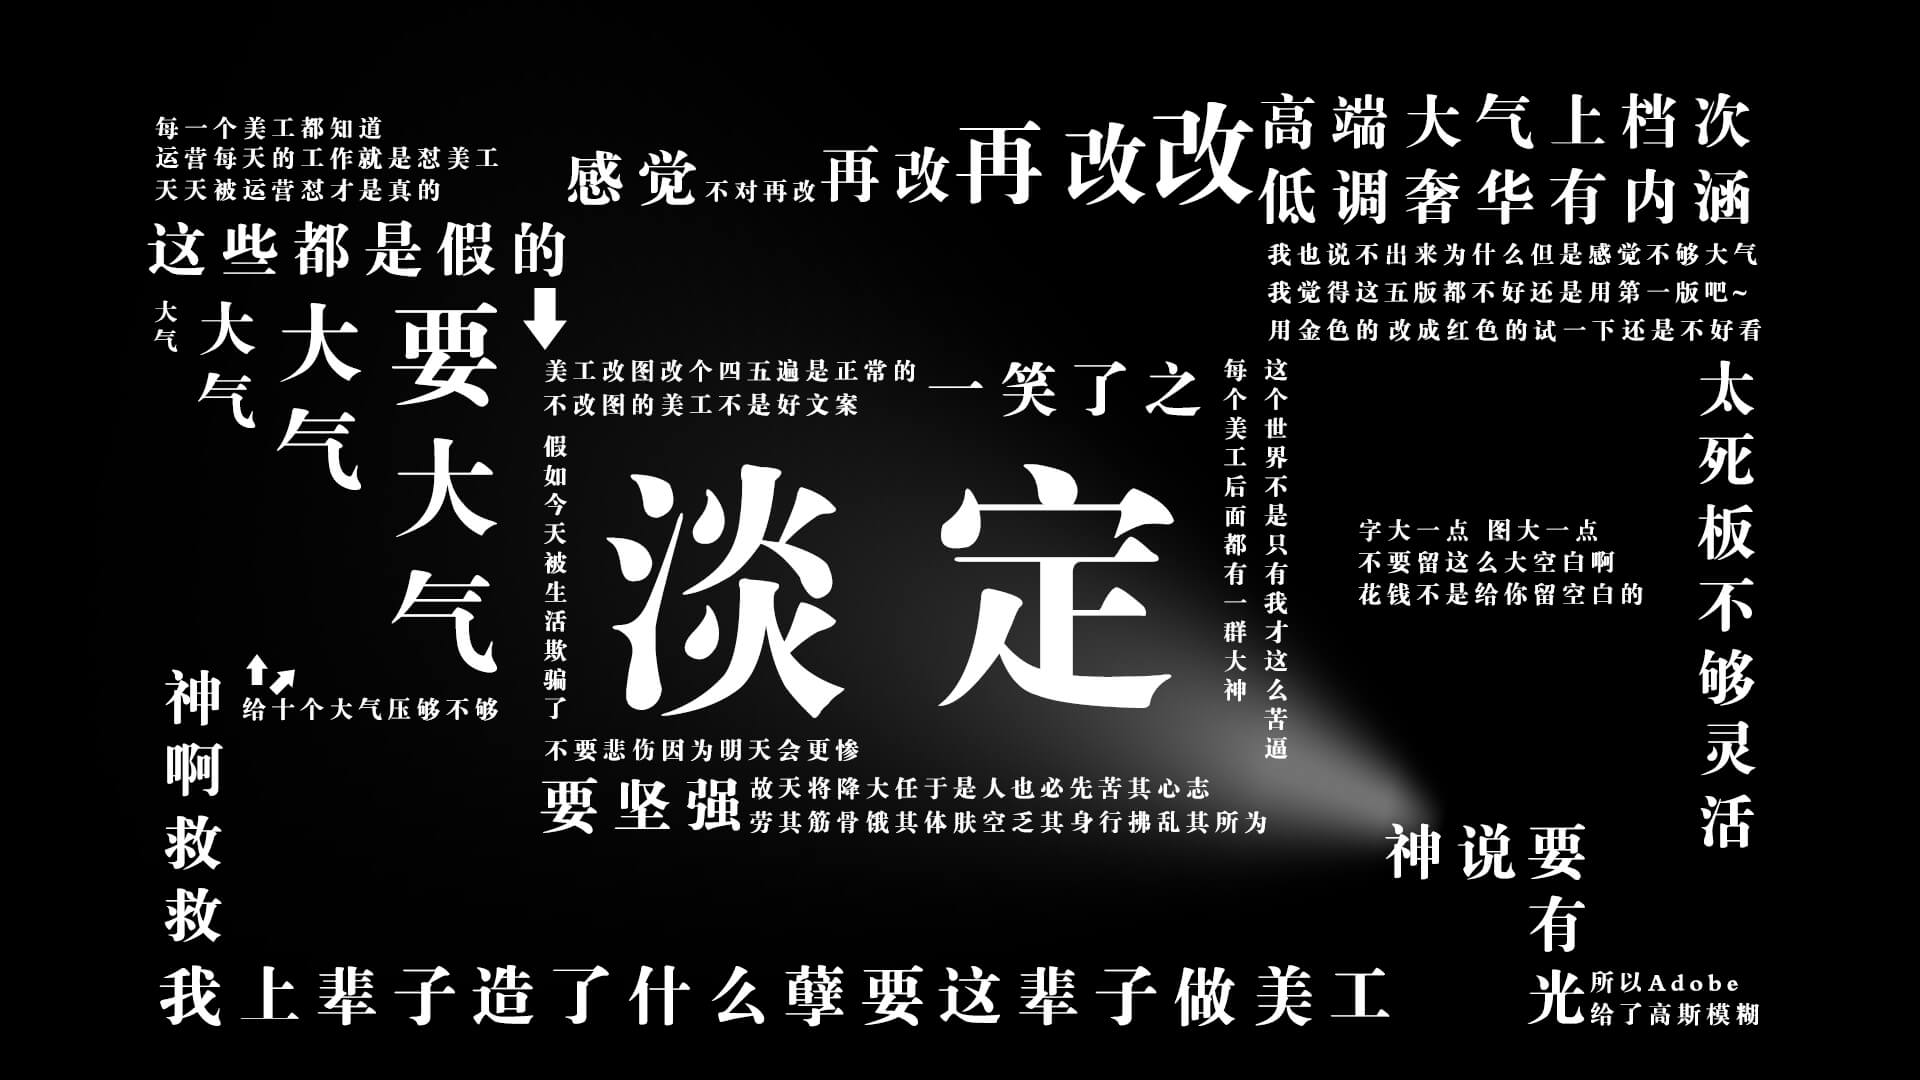 每一个美工都知道
运营每天的工作就是怼美工
天天被运营怼才是真的
这些都是假的
感觉不对再改再改再改改
高端大气上档次
低调奢华有内涵
我也说不出来为什么但是感觉不够大气
我觉得这五版都不好还是用第一版吧~
用金色的改成红色的试一下还是不好看
大气
大气
大气
要大气
给十个大气压够不够
美工改图改个四五遍是正常的
不改图的美工不是好文案
一笑了之
假如今天被生活欺骗了
淡定
每个美工后面都有一群大神
这个世界不是只有我才这么苦逼
不要悲伤因为明天会更惨
要坚强
故天将降大任于是人也必先苦其心志
劳其筋骨饿其体肤空乏其身行拂乱其所为
字大一点 图大一点
不要留这么大空白啊
花钱不是给你留空白的
太死板不够灵活
神啊救救
我上辈子造了什么孽要这辈子做美工
神说要有光
所以Adobe
给了高斯模糊